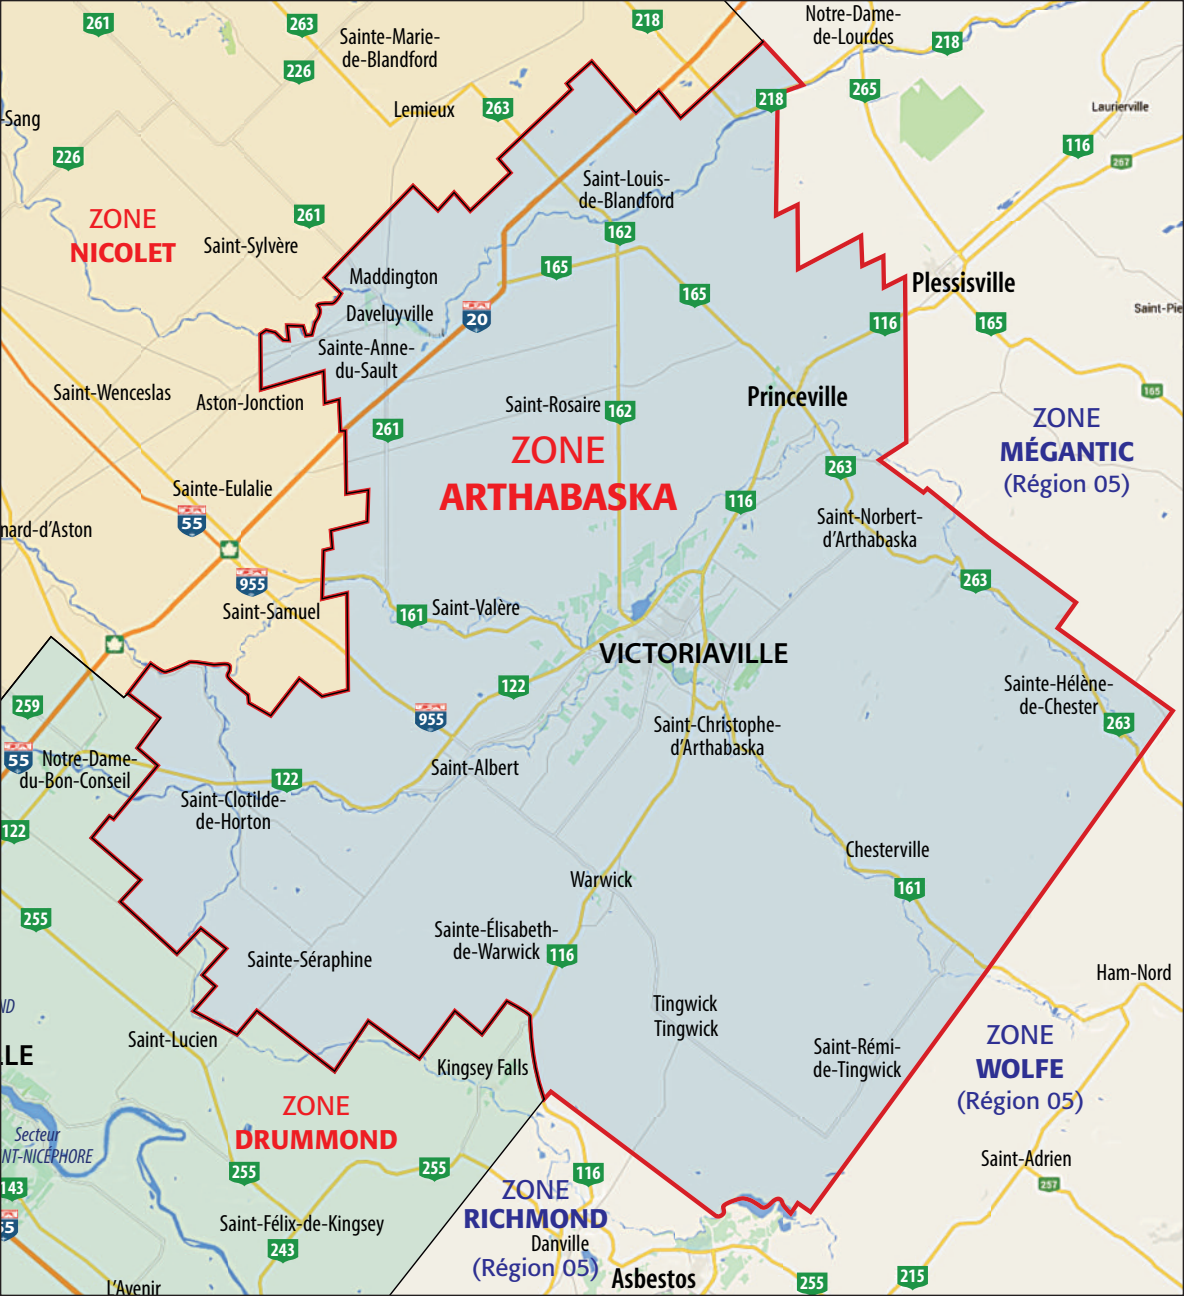 261
263
218
Notre-Dame-
de-Lourdes
218
Sainte-Marie-
de-Blandford
226
265
218
Lemieux
263
Laurierville
-Sang
226
116
267
Saint-Louis-
de-Blandford
ZONE
NICOLET
261
Saint-Sylvère
162
165
Maddington
Plessisville
165
Daveluyville
20
116
165
Saint-Pie
Sainte-Anne-
du-Sault
Saint-Wenceslas
Aston-Jonction
Princeville
165
Saint-Rosaire
162
261
ZONE
ARTHABASKA
ZONE
MÉGANTIC
(Région 05)
263
Sainte-Eulalie
55
116
nard-d'Aston
Saint-Norbert-
d'Arthabaska
955
263
Saint-Samuel
161
Saint-Valère
VICTORIAVILLE
122
Sainte-Hélène-
de-Chester
263
259
955
Saint-Christophe-
d'Arthabaska
55
Notre-Dame-
du-Bon-Conseil
122
Saint-Albert
Saint-Clotilde-
de-Horton
122
Chesterville
161
Warwick
255
Sainte-Élisabeth-
de-Warwick
116
Sainte-Séraphine
Ham-Nord
ND
Tingwick
Tingwick
Saint-Lucien
LLE
Saint-Rémi-
de-Tingwick
ZONE
WOLFE
(Région 05)
Kingsey Falls
ZONE
DRUMMOND
Secteur
NT-NICÉPHORE
255
255
116
Saint-Adrien
257
143
ZONE
RICHMOND
Danville
(Région 05)
Saint-Félix-de-Kingsey
243
55
L'Avenir
Asbestos
255
215